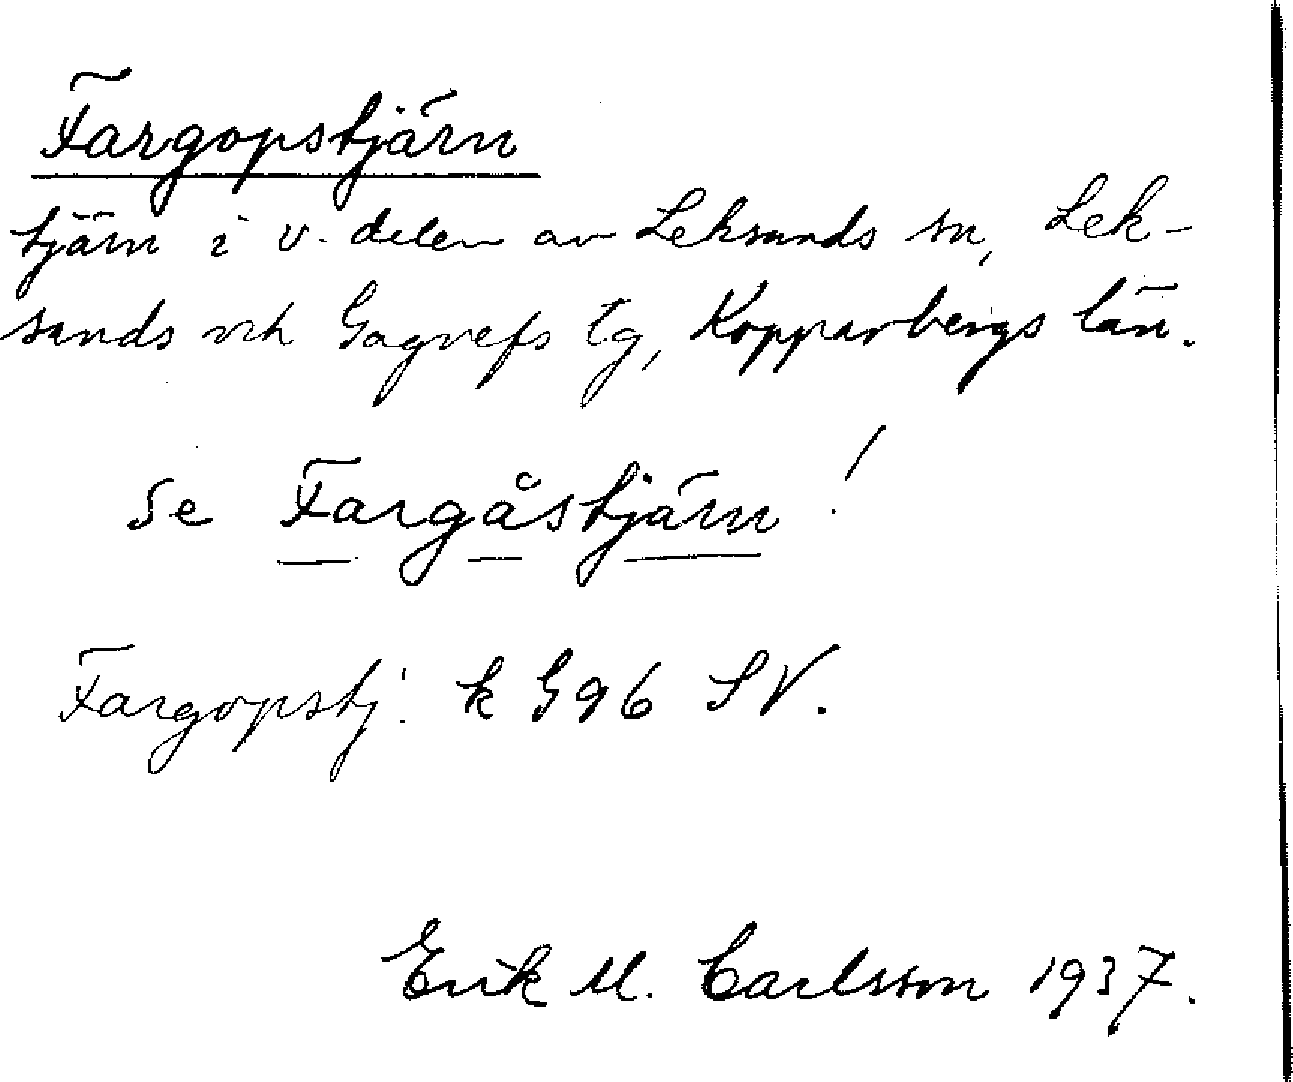 Fargopstjärn
tjärn i v. delen av Leksands sn, Lek-
sands och Gagnefs tg, Kopparbergs län.
Se Fargåstjärn!
Fargopstj: k G 96 SV.
Erik M. Carlsson 1937.